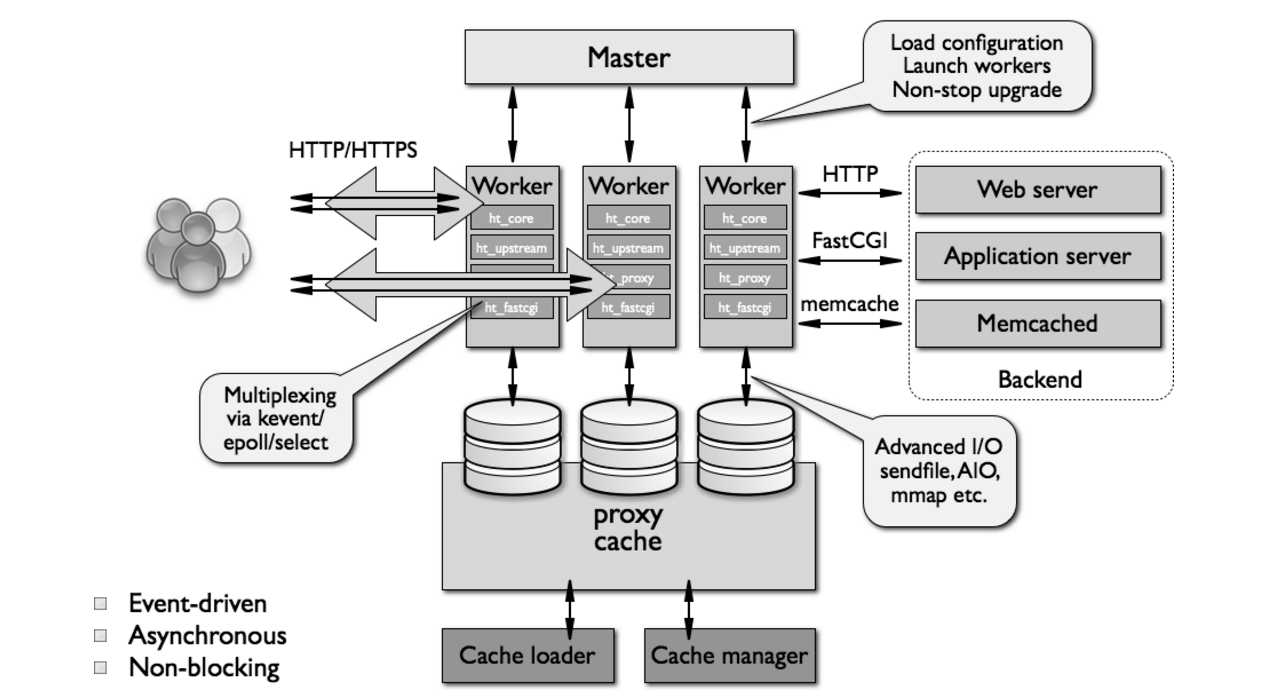 Master
Load configuration
Launch workers
Non-stop upgrade
HTTP/HTTPS
Worker
ht_core
ht_upstream
ht_fastcgi
Worker
ht_core
ht_upstream
ht_proxy
ht_fastcgi
Worker
ht_core
ht_upstream
ht_proxy
ht_fastcgi
HTTP
FastCGI
memcache
Web server
Application server
Memcached
Backend
Multiplexing
via kevent/
epoll/select
Advanced I/O
sendfile, AIO,
mmap etc.
proxy
cache
Cache loader
Cache manager
Event-driven
Asynchronous
Non-blocking